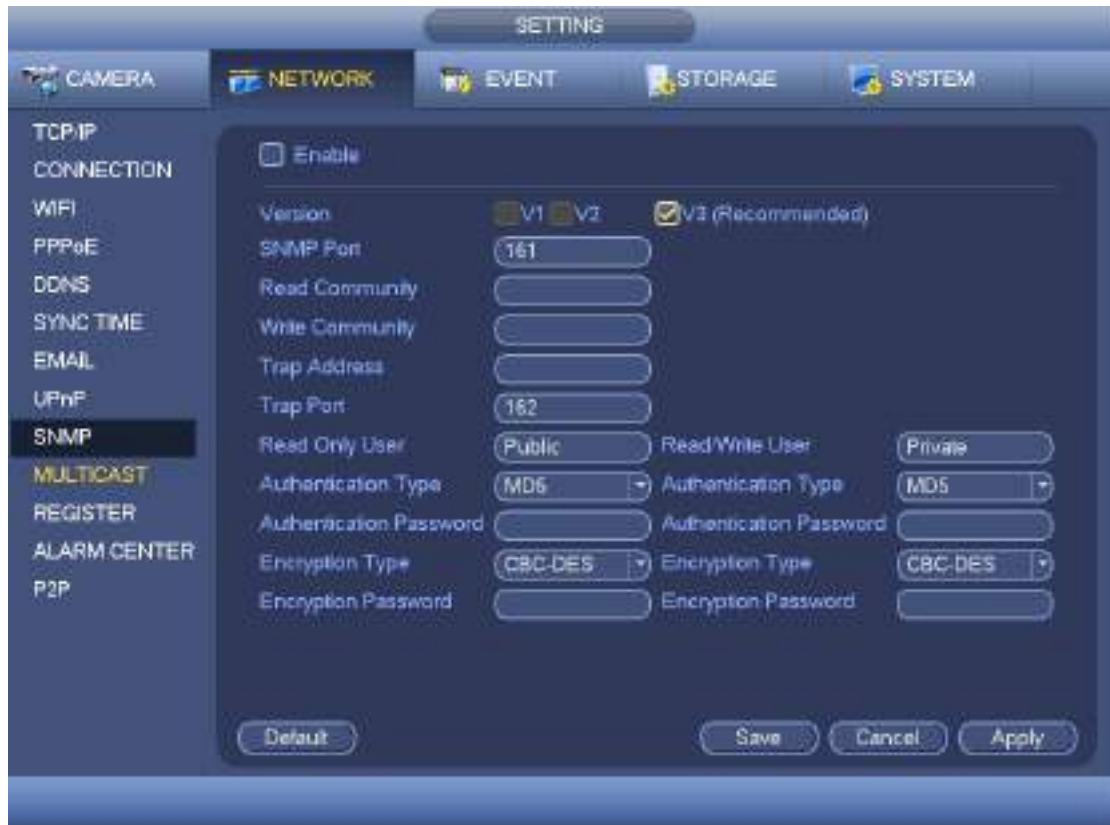 SETTING
CAMERA NETWORK EVENT STORAGE SYSTEM
TCP/IP
CONNECTION
WIFI
PPPoE
DDNS
SYNC TIME
EMAIL
UPnP
SNMP
MULTICAST
REGISTER
ALARM CENTER
P2P
Enable
Version V1 V2 V3 (Recommended)
SNMP Port 161
Read Community
Write Community
Trap Address
Trap Port 162
Read Only User Public Read/Write User Private
Authentication Type MD5 Authentication Type MD5
Authentication Password Authentication Password
Encryption Type CBC-DES Encryption Type CBC-DES
Encryption Password Encryption Password
Default Save Cancel Apply